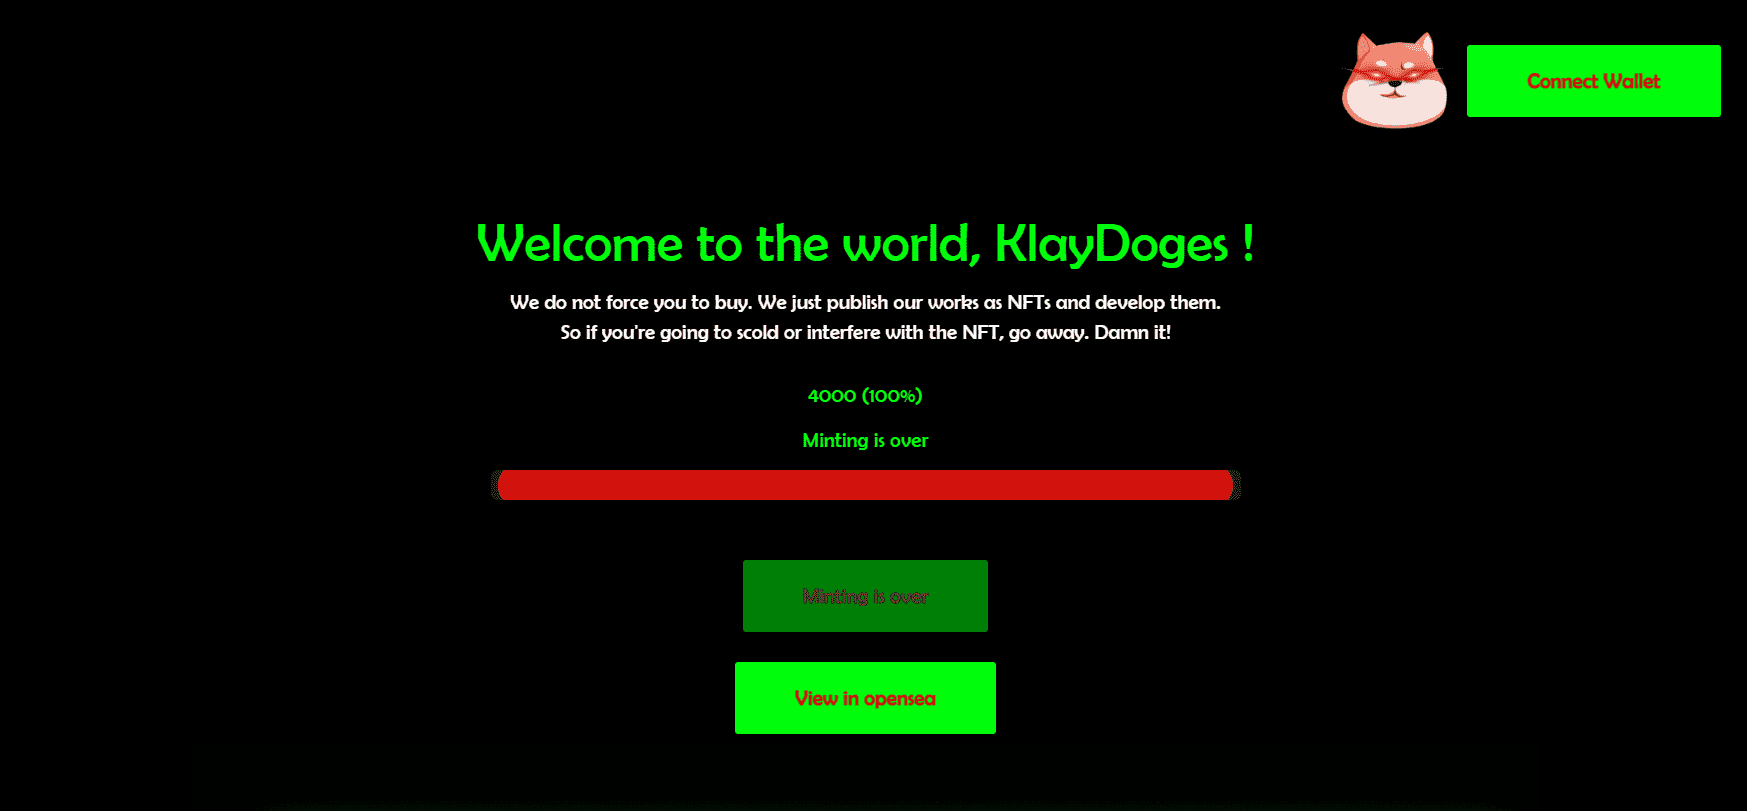 Connect Wallet
Welcome to the world, KlayDoges !
We do not force you to buy. We just publish our works as NFTs and develop them.
So if you're going to scold or interfere with the NFT, go away. Damn it!
4000 (100%)
Minting is over
Minting is over
View in opensea